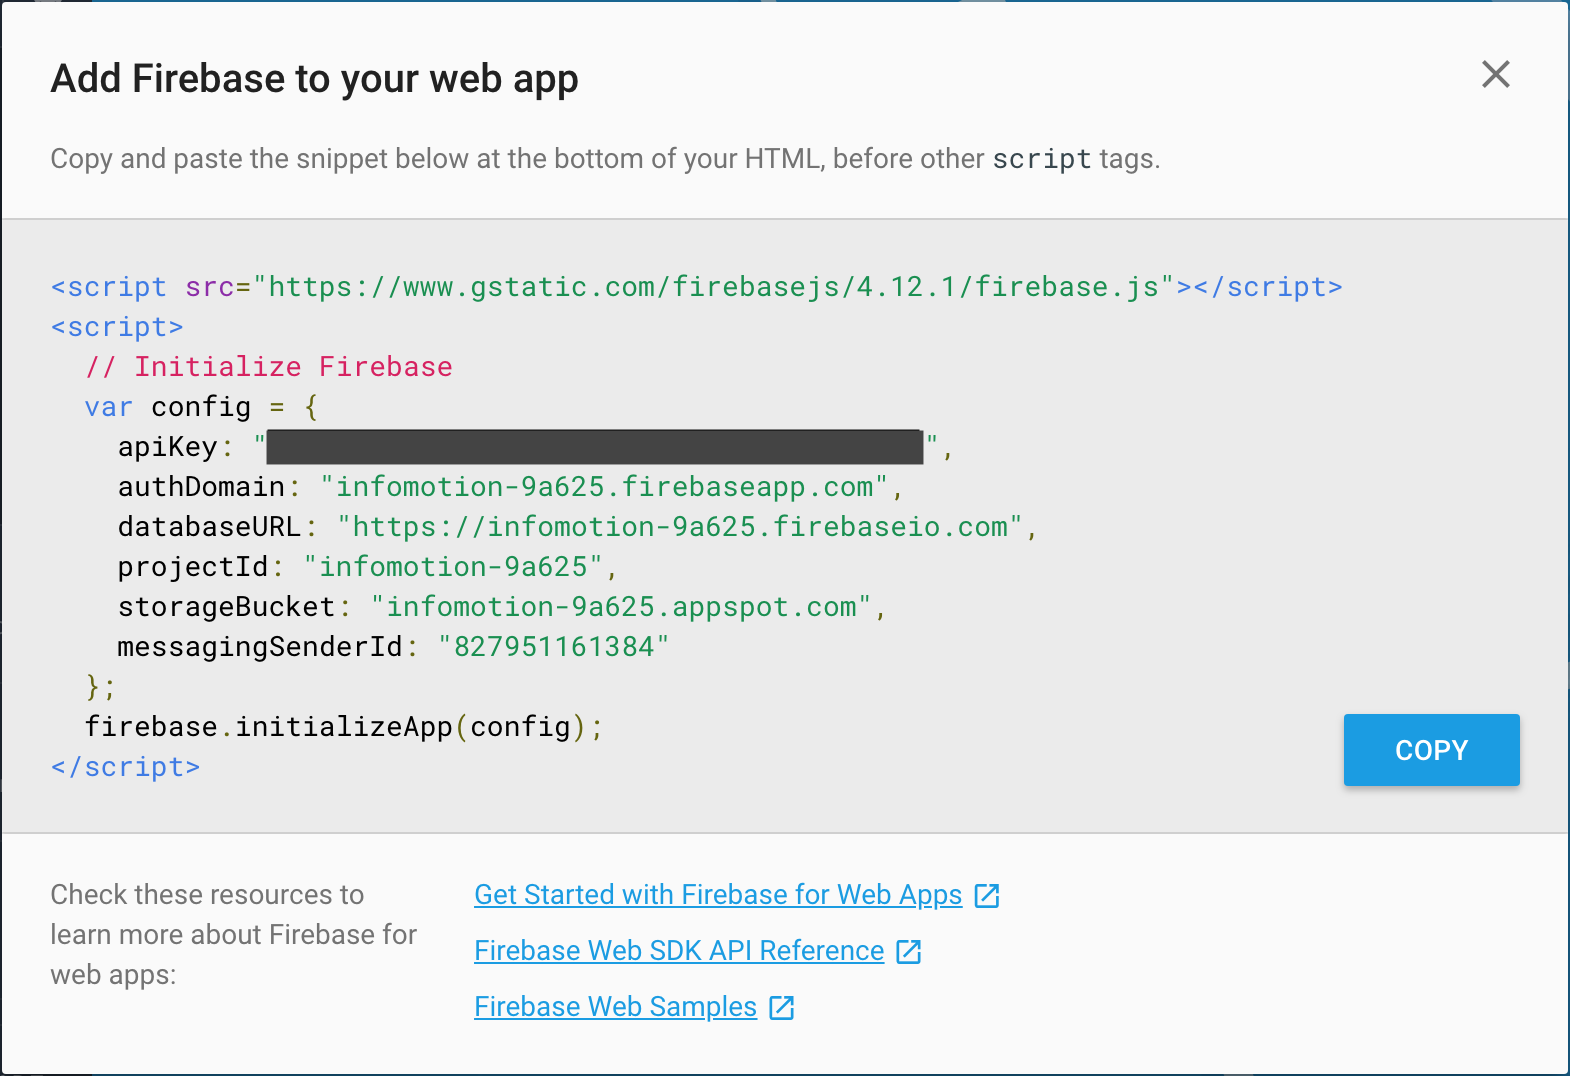 Add Firebase to your web app
Copy and paste the snippet below at the bottom of your HTML, before other script tags.
<script src="https://www.gstatic.com/firebasejs/4.12.1/firebase.js"></script>
<script>
  // Initialize Firebase
  var config = {
    apiKey: "",
    authDomain: "infomotion-9a625.firebaseapp.com",
    databaseURL: "https://infomotion-9a625.firebaseio.com",
    projectId: "infomotion-9a625",
    storageBucket: "infomotion-9a625.appspot.com",
    messagingSenderId: "827951161384"
  };
  firebase.initializeApp(config);
</script>
COPY
Check these resources to
learn more about Firebase for
web apps:
Get Started with Firebase for Web Apps
Firebase Web SDK API Reference
Firebase Web Samples